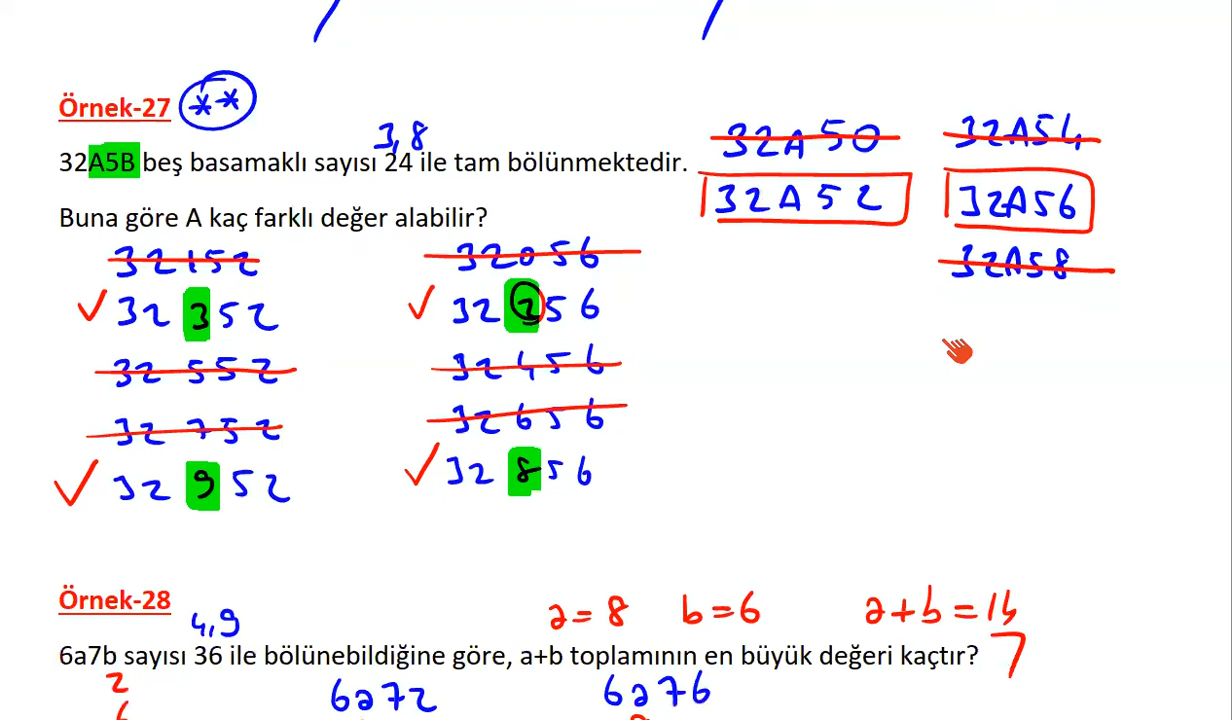 Örnek-27 **
3,8
32A5B beş basamaklı sayısı 24 ile tam bölünmektedir.
Buna göre A kaç farklı değer alabilir?
32A50 32A54
32A52 32A56
32A58
32152 32056
✓ 32352 ✓ 32256
32552 32456
32752 32656
✓ 32952 ✓ 32856
Örnek-28 a=8 b=6 a+b=14
4,9
6a7b sayısı 36 ile bölünebildiğine göre, a+b toplamının en büyük değeri kaçtır?
2 6a72 6a76